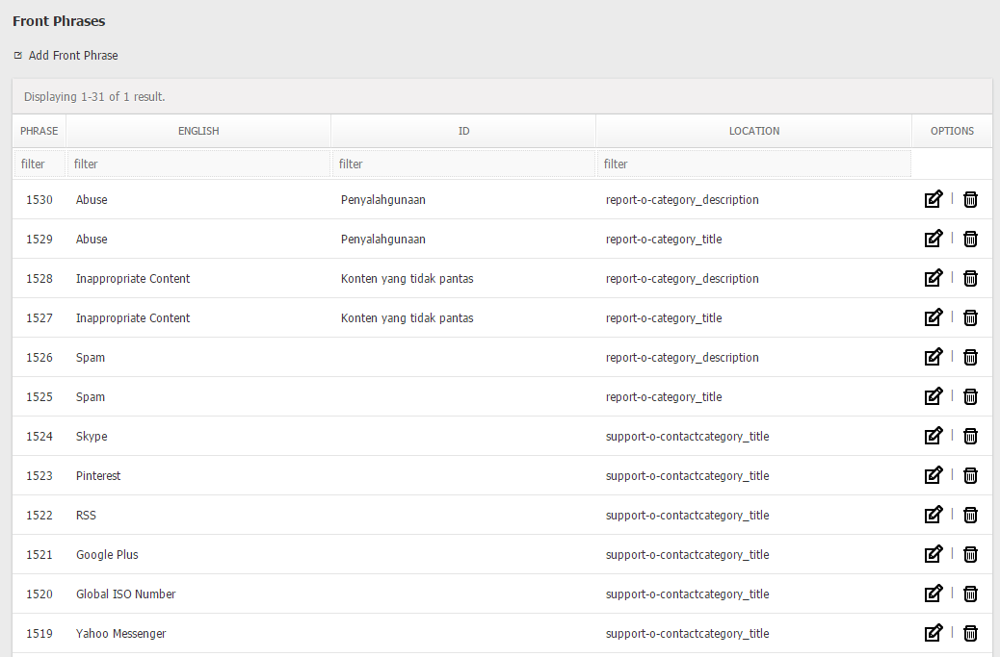 Front Phrases
Add Front Phrase
Displaying 1-31 of 1 result.
PHRASE ENGLISH ID LOCATION OPTIONS
filter filter filter filter
1530 Abuse Penyalahgunaan report-o-category_description |
1529 Abuse Penyalahgunaan report-o-category_title |
1528 Inappropriate Content Konten yang tidak pantas report-o-category_description |
1527 Inappropriate Content Konten yang tidak pantas report-o-category_title |
1526 Spam report-o-category_description |
1525 Spam report-o-category_title |
1524 Skype support-o-contactcategory_title |
1523 Pinterest support-o-contactcategory_title |
1522 RSS support-o-contactcategory_title |
1521 Google Plus support-o-contactcategory_title |
1520 Global ISO Number support-o-contactcategory_title |
1519 Yahoo Messenger support-o-contactcategory_title |